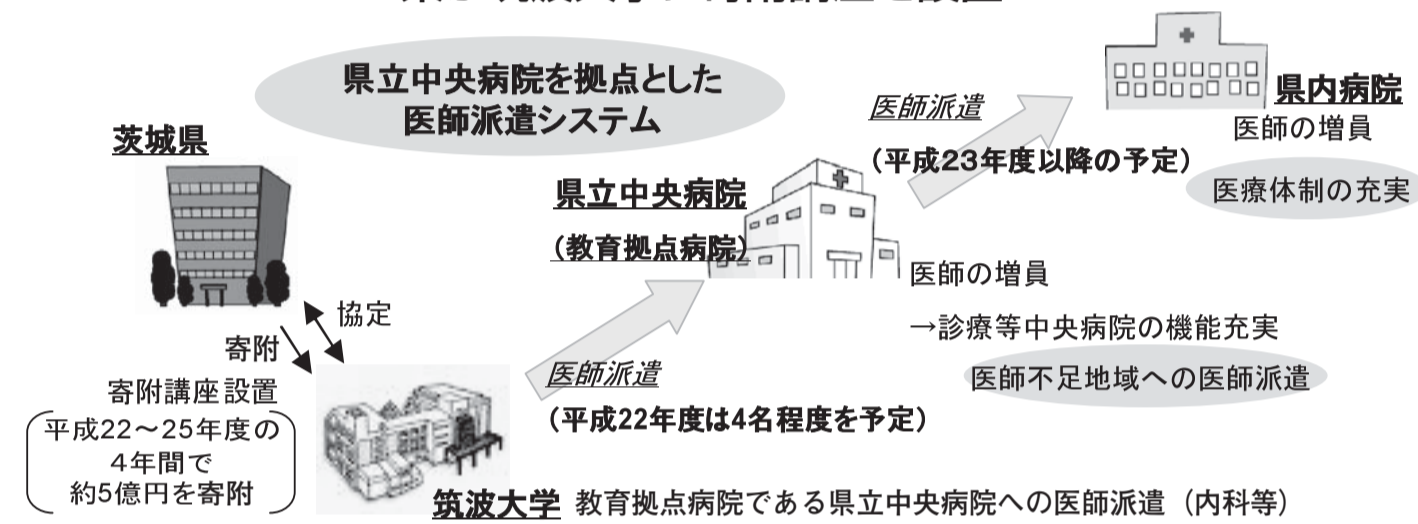 県立中央病院を拠点とした
医師派遣システム
茨城県
医師派遣
(平成23年度以降の予定)
県内病院
医師の増員
医療体制の充実
県立中央病院
(教育拠点病院)
医師の増員
→診療等中央病院の機能充実
医師不足地域への医師派遣
協定
寄附
寄附講座設置
平成22～25年度の
4年間で
約5億円を寄附
医師派遣
(平成22年度は4名程度を予定)
筑波大学 教育拠点病院である県立中央病院への医師派遣（内科等）